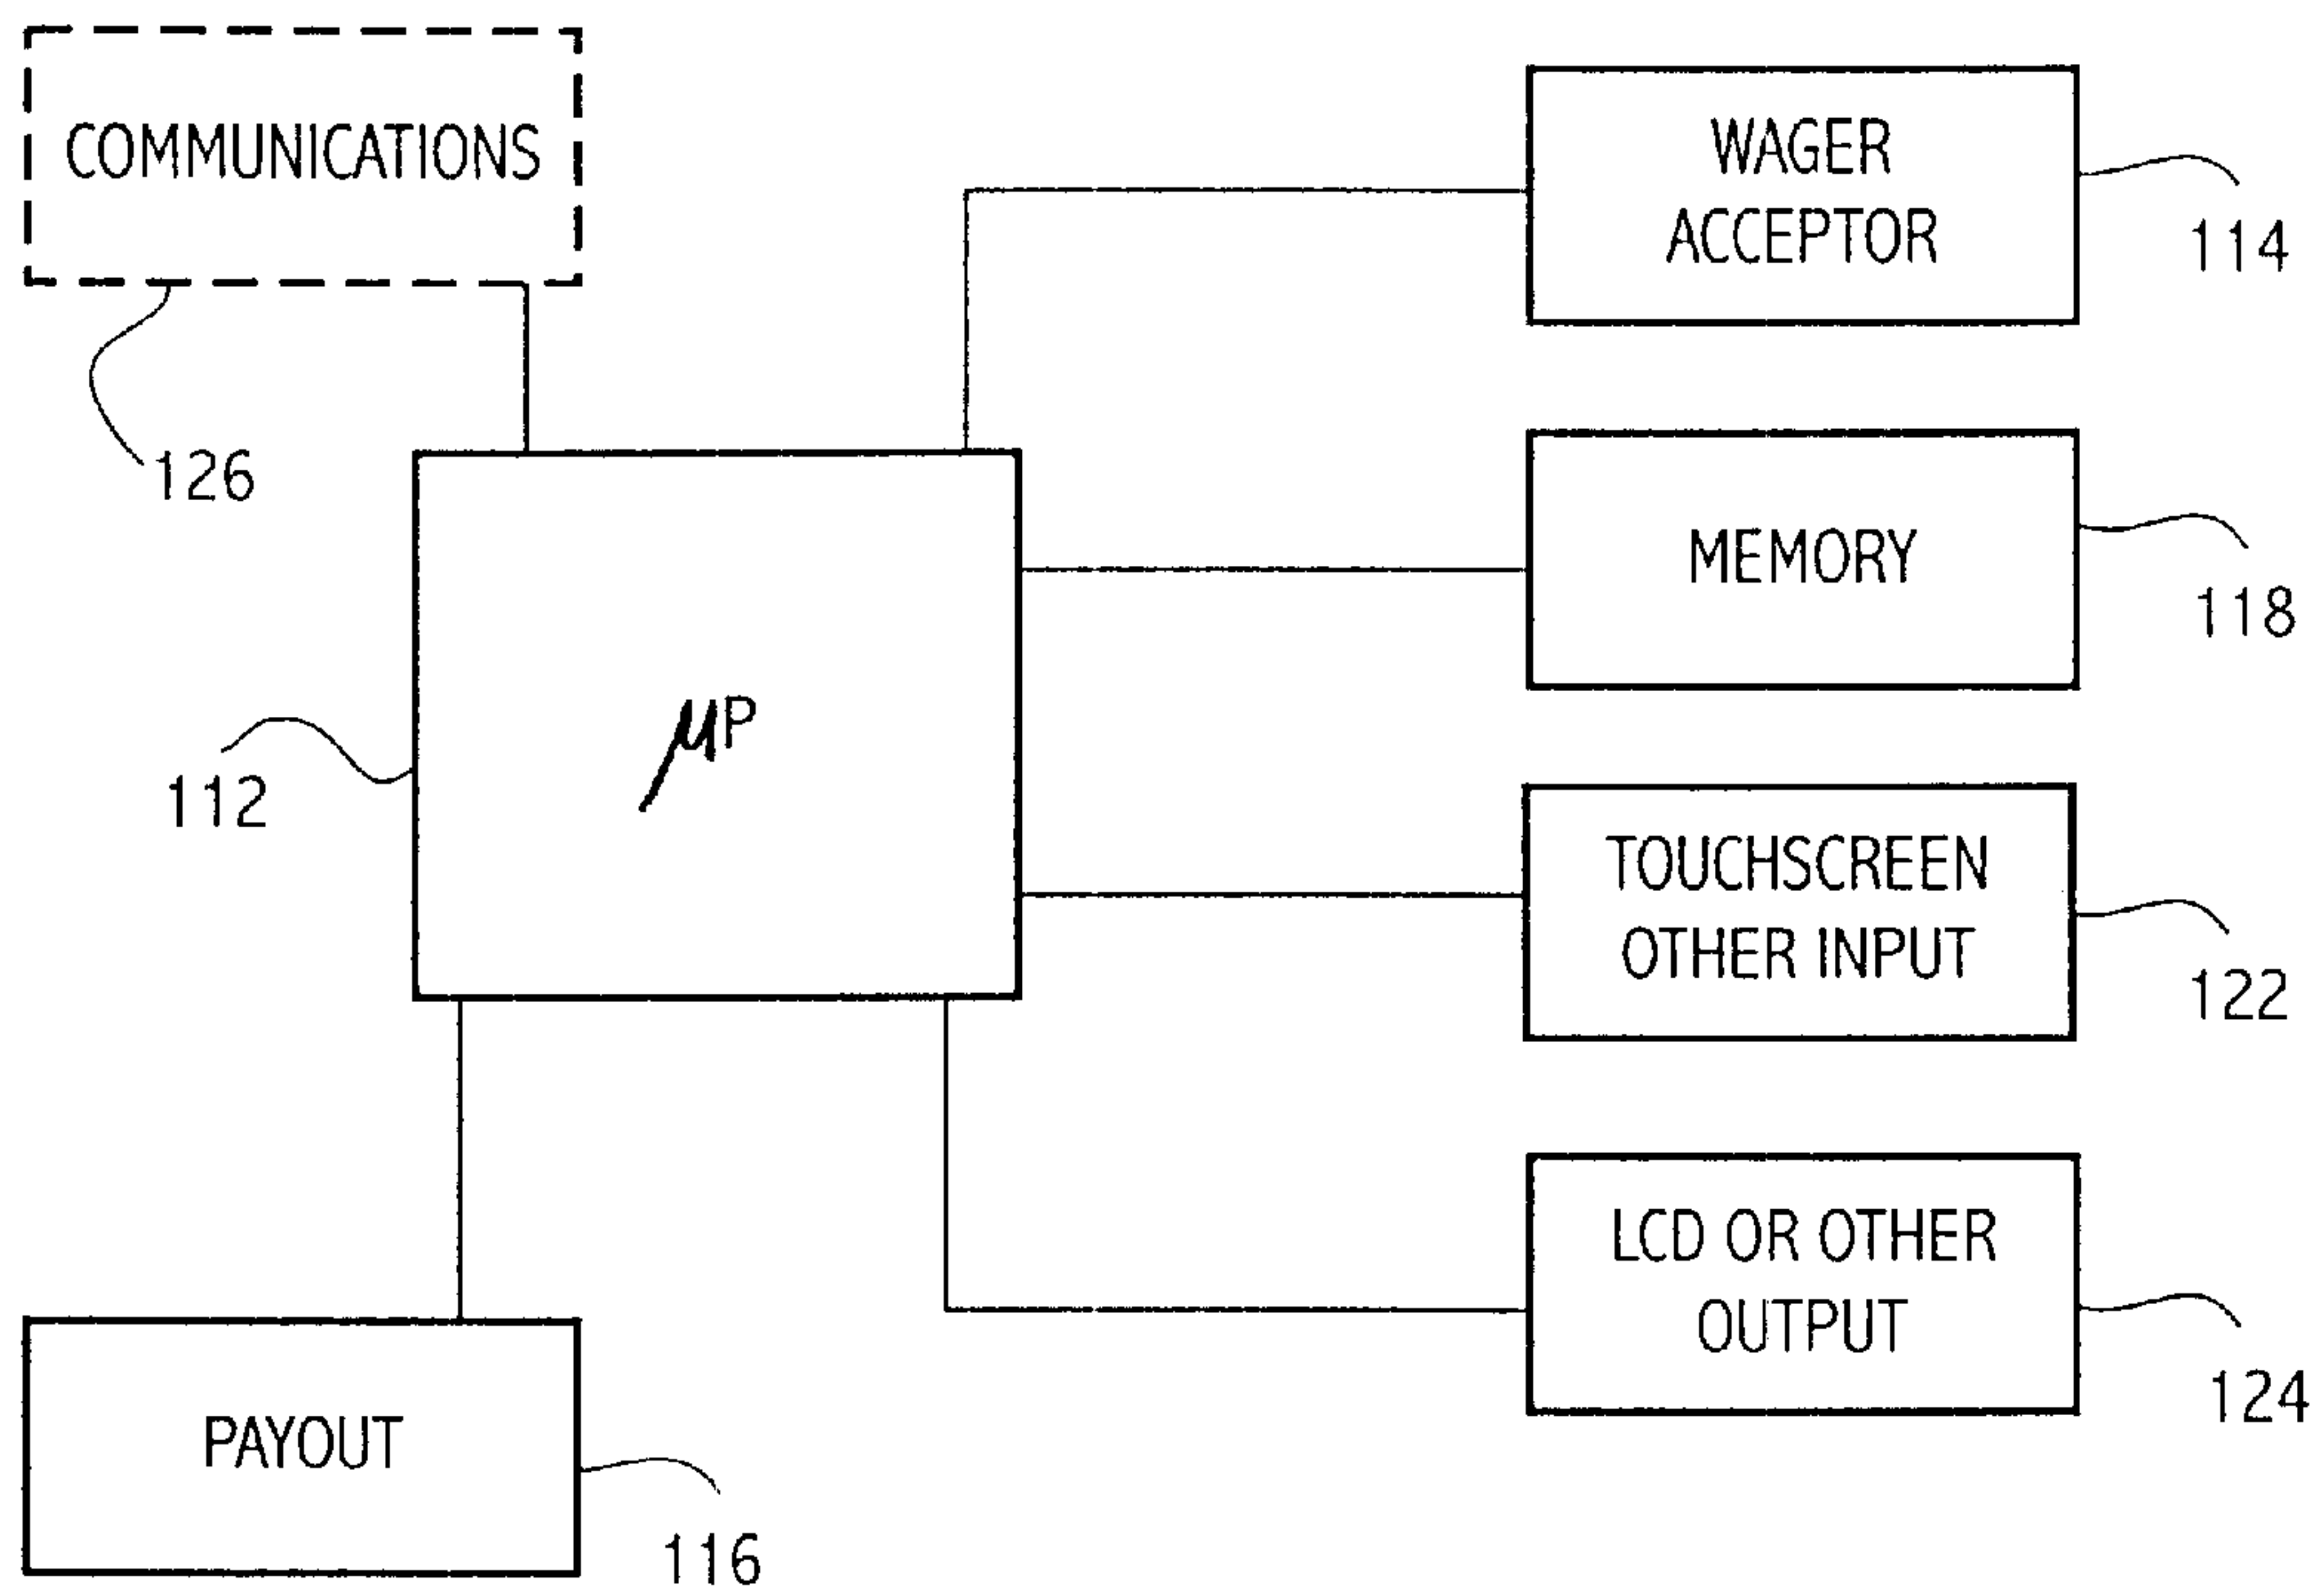 COMMUNICATIONS
126
WAGER
ACCEPTOR
114
MEMORY
118
μP
112
TOUCHSCREEN
OTHER INPUT
122
LCD OR OTHER
OUTPUT
124
PAYOUT
116